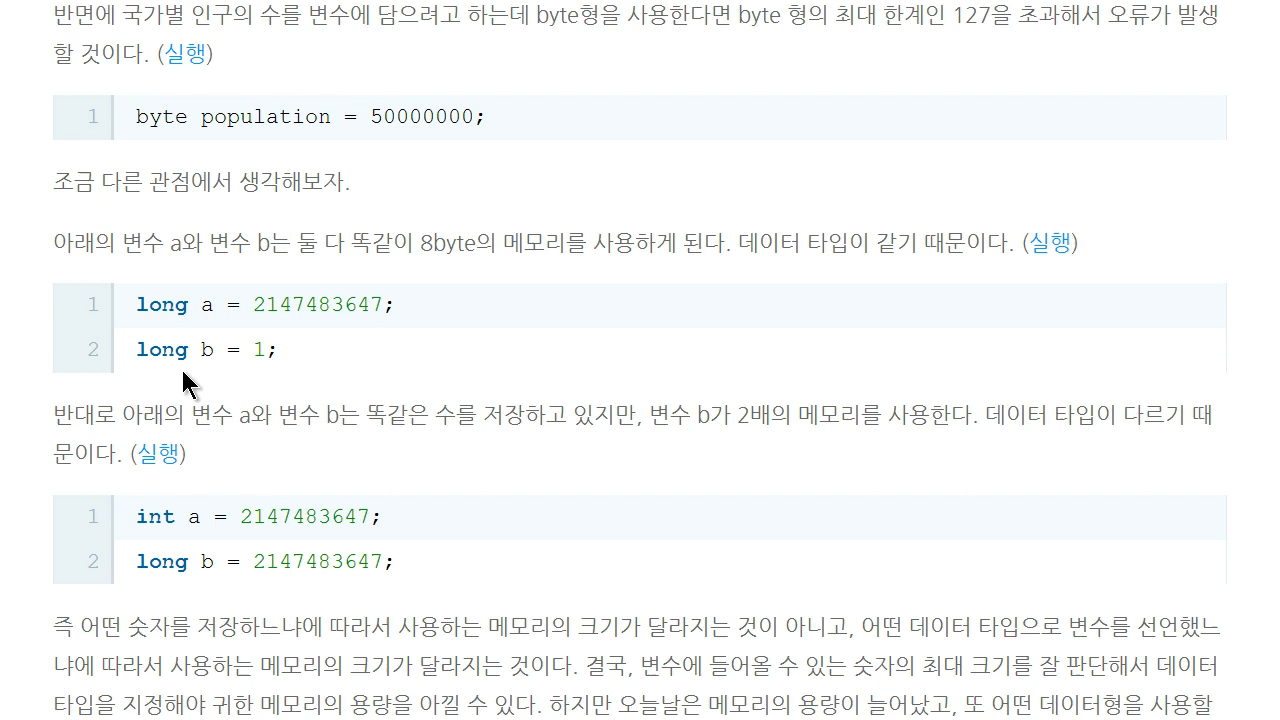 반면에 국가별 인구의 수를 변수에 담으려고 하는데 byte형을 사용한다면 byte 형의 최대 한계인 127을 초과해서 오류가 발생
할 것이다. (실행)
1 byte population = 50000000;
조금 다른 관점에서 생각해보자.
아래의 변수 a와 변수 b는 둘 다 똑같이 8byte의 메모리를 사용하게 된다. 데이터 타입이 같기 때문이다. (실행)
1 long a = 2147483647;
2 long b = 1;
반대로 아래의 변수 a와 변수 b는 똑같은 수를 저장하고 있지만, 변수 b가 2배의 메모리를 사용한다. 데이터 타입이 다르기 때
문이다. (실행)
1 int a = 2147483647;
2 long b = 2147483647;
즉 어떤 숫자를 저장하느냐에 따라서 사용하는 메모리의 크기가 달라지는 것이 아니고, 어떤 데이터 타입으로 변수를 선언했느
냐에 따라서 사용하는 메모리의 크기가 달라지는 것이다. 결국, 변수에 들어올 수 있는 숫자의 최대 크기를 잘 판단해서 데이터
타입을 지정해야 귀한 메모리의 용량을 아낄 수 있다. 하지만 오늘날은 메모리의 용량이 늘어났고, 또 어떤 데이터형을 사용할